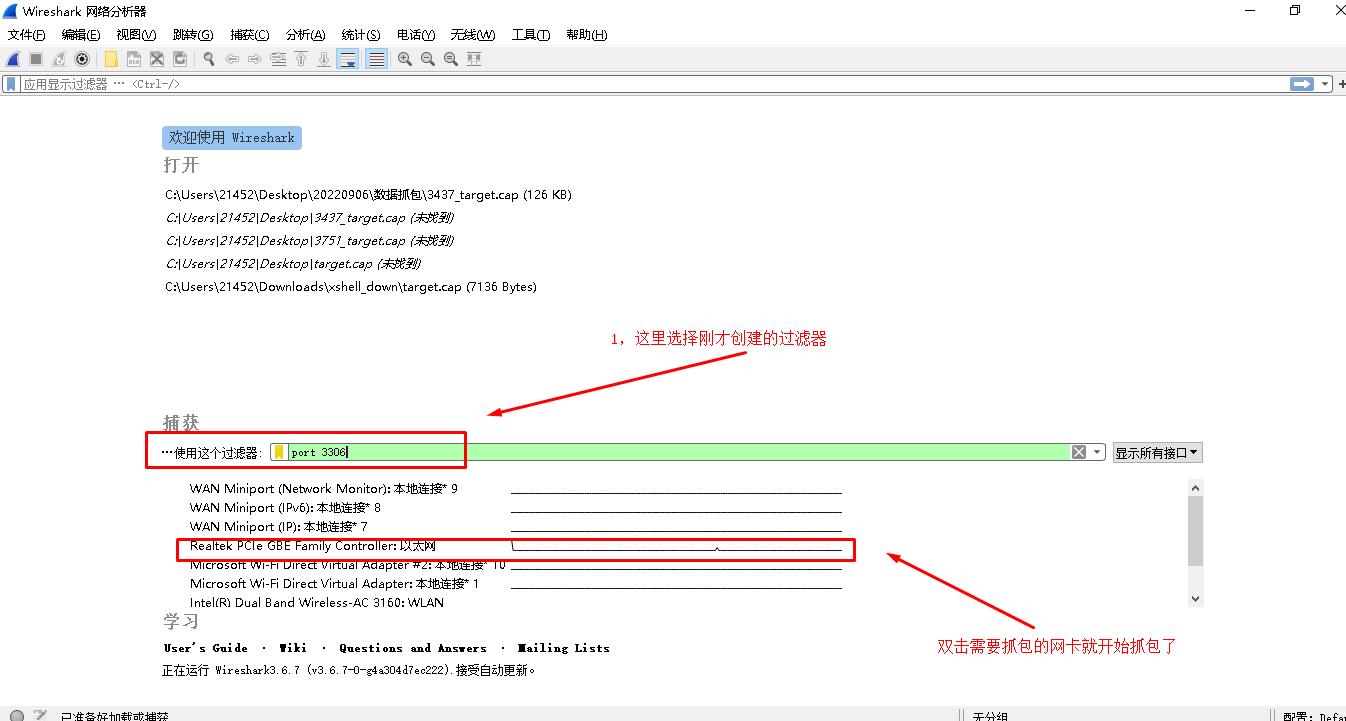 Wireshark 网络分析器
文件(F) 编辑(E) 视图(V) 跳转(G) 捕获(C) 分析(A) 统计(S) 电话(Y) 无线(W) 工具(T) 帮助(H)
应用显示过滤器 … <Ctrl-/>
欢迎使用 Wireshark
打开
C:\Users\21452\Desktop\20220906\数据抓包\3437_target.cap (126 KB)
C:\Users\21452\Desktop\3437_target.cap (未找到)
C:\Users\21452\Desktop\3751_target.cap (未找到)
C:\Users\21452\Desktop\target.cap (未找到)
C:\Users\21452\Downloads\xshell_down\target.cap (7136 Bytes)
1，这里选择刚才创建的过滤器
捕获
…使用这个过滤器: port 3306 显示所有接口
WAN Miniport (Network Monitor): 本地连接* 9
WAN Miniport (IPv6): 本地连接* 8
WAN Miniport (IP): 本地连接* 7
Realtek PCIe GBE Family Controller: 以太网
Microsoft Wi-Fi Direct Virtual Adapter #2: 本地连接* 10
Microsoft Wi-Fi Direct Virtual Adapter: 本地连接* 1
Intel(R) Dual Band Wireless-AC 3160: WLAN
双击需要抓包的网卡就开始抓包了
学习
User's Guide · Wiki · Questions and Answers · Mailing Lists
正在运行 Wireshark3.6.7 (v3.6.7-0-g4a304d7ec222).接受自动更新。
已准备好加载或捕获 无分组 配置: Defa